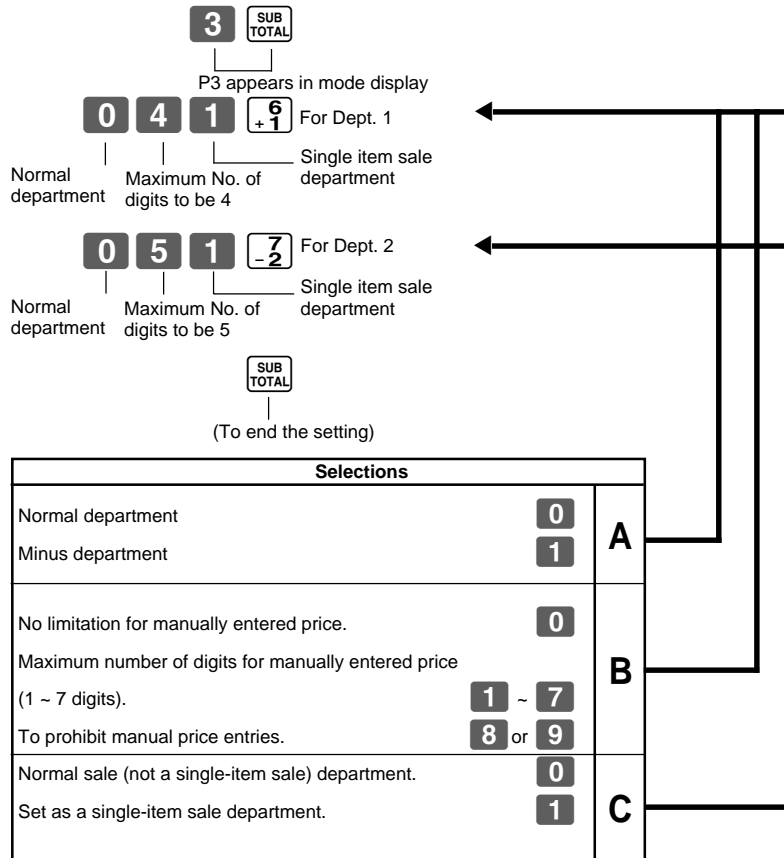 3 SUB TOTAL
P3 appears in mode display
0 4 1 6 +1 For Dept. 1
Normal department
Maximum No. of digits to be 4
Single item sale department
0 5 1 7 -2 For Dept. 2
Normal department
Maximum No. of digits to be 5
Single item sale department
SUB TOTAL
(To end the setting)
Selections
Normal department 0
Minus department 1
A
No limitation for manually entered price. 0
Maximum number of digits for manually entered price
(1 ~ 7 digits). 1 ~ 7
To prohibit manual price entries. 8 or 9
B
Normal sale (not a single-item sale) department. 0
Set as a single-item sale department. 1
C